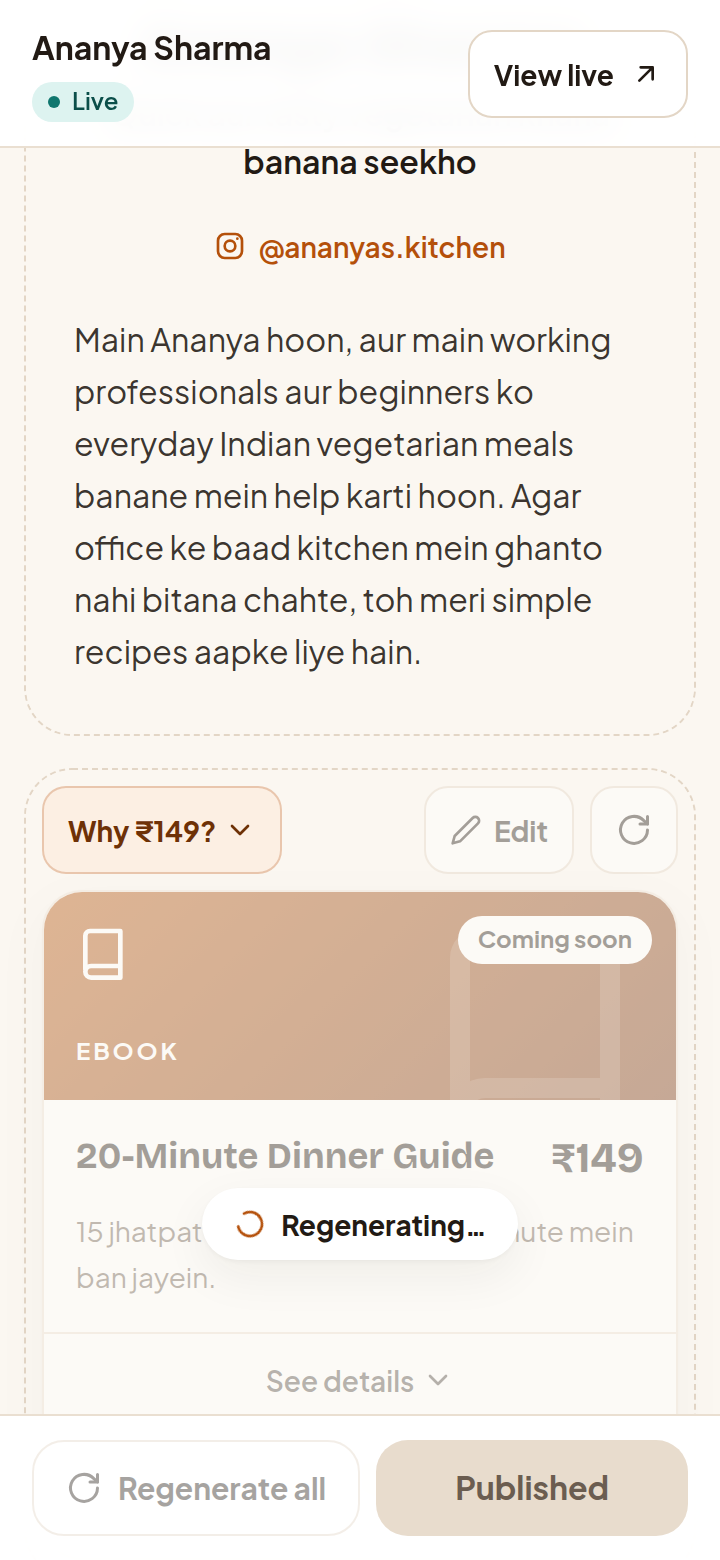 Ananya Sharma
Live
View live
banana seekho
@ananyas.kitchen
Main Ananya hoon, aur main working
professionals aur beginners ko
everyday Indian vegetarian meals
banane mein help karti hoon. Agar
office ke baad kitchen mein ghanto
nahi bitana chahte, toh meri simple
recipes aapke liye hain.
Why ₹149?
Edit
Coming soon
EBOOK
20-Minute Dinner Guide
₹149
15 jhatpat
mein
Regenerating...
ban jayein.
See details
Regenerate all
Published